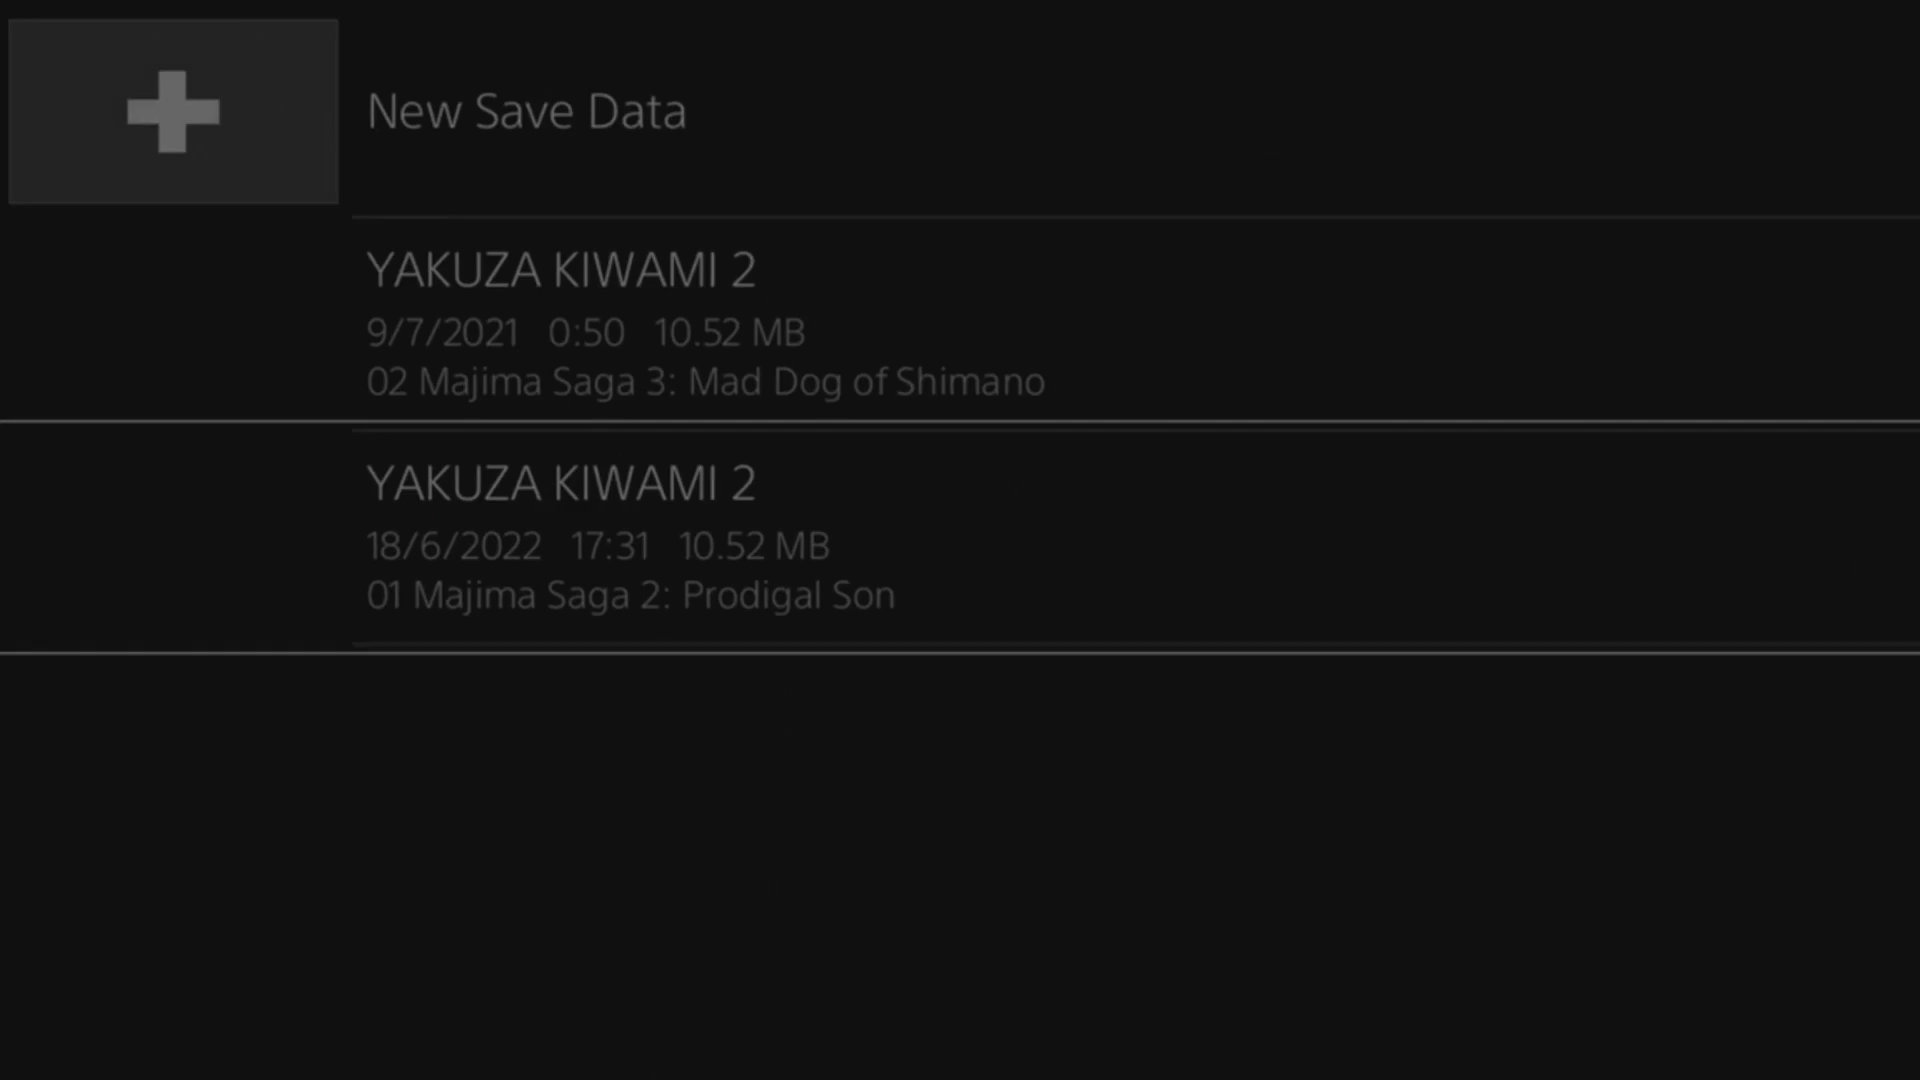 New Save Data
YAKUZA KIWAMI 2
9/7/2021 0:50 10.52 MB
02 Majima Saga 3: Mad Dog of Shimano
YAKUZA KIWAMI 2
18/6/2022 17:31 10.52 MB
01 Majima Saga 2: Prodigal Son